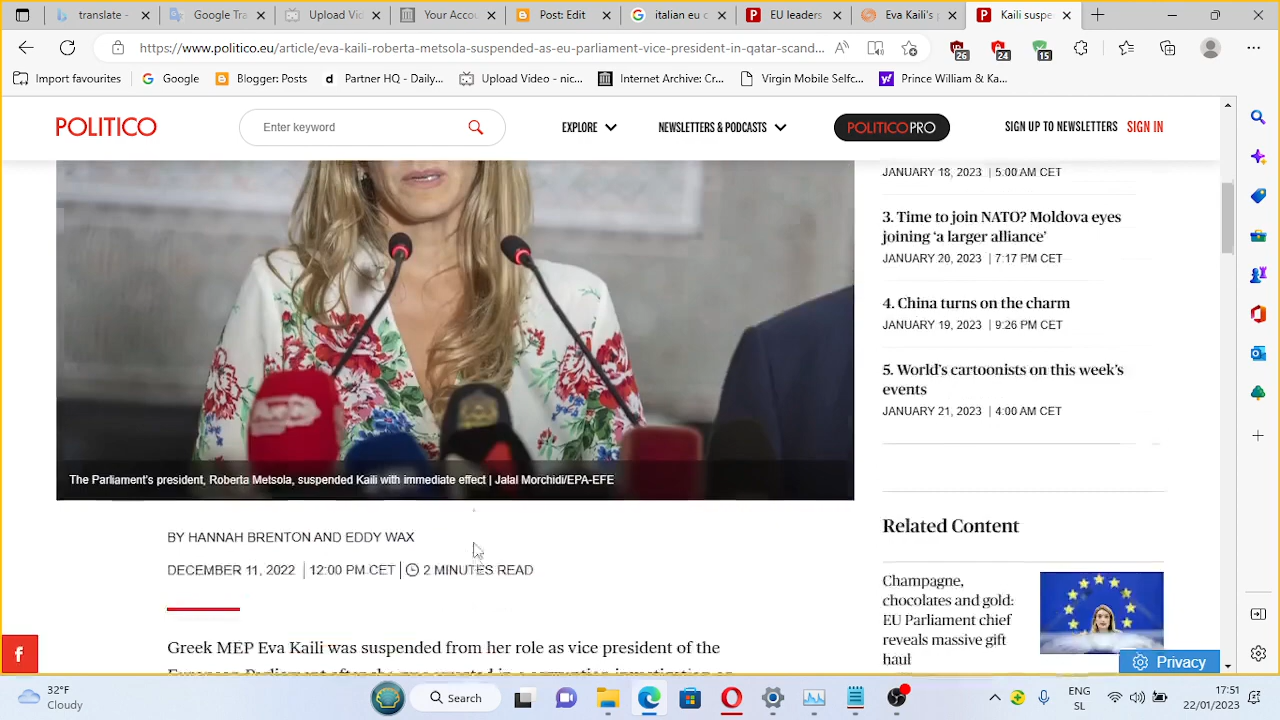 translate -
Google Tra
Upload Vic
Your Accou
Post: Edit
italian eu c
EU leaders
Eva Kaili's
Kaili suspe
https://www.politico.eu/article/eva-kaili-roberta-metsola-suspended-as-eu-parliament-vice-president-in-qatar-scand...
26
24
15
Import favourites
Google
Blogger: Posts
Partner HQ - Daily...
Upload Video - nic...
Internet Archive: Cr...
Virgin Mobile Selfc...
Prince William & Ka...
POLITICO
Enter keyword
EXPLORE
NEWSLETTERS & PODCASTS
POLITICOPRO
SIGN UP TO NEWSLETTERS
SIGN IN
JANUARY 18, 2023 | 5:00 AM CET
3. Time to join NATO? Moldova eyes
joining ‘a larger alliance’
JANUARY 20, 2023 | 7:17 PM CET
4. China turns on the charm
JANUARY 19, 2023 | 9:26 PM CET
5. World’s cartoonists on this week’s
events
JANUARY 21, 2023 | 4:00 AM CET
The Parliament’s president, Roberta Metsola, suspended Kaili with immediate effect | Jalal Morchidi/EPA-EFE
BY HANNAH BRENTON AND EDDY WAX
DECEMBER 11, 2022 | 12:00 PM CET | 2 MINUTES READ
Greek MEP Eva Kaili was suspended from her role as vice president of the
Related Content
Champagne,
chocolates and gold:
EU Parliament chief
reveals massive gift
haul
Privacy
32°F
Cloudy
Search
ENG
SL
17:51
22/01/2023